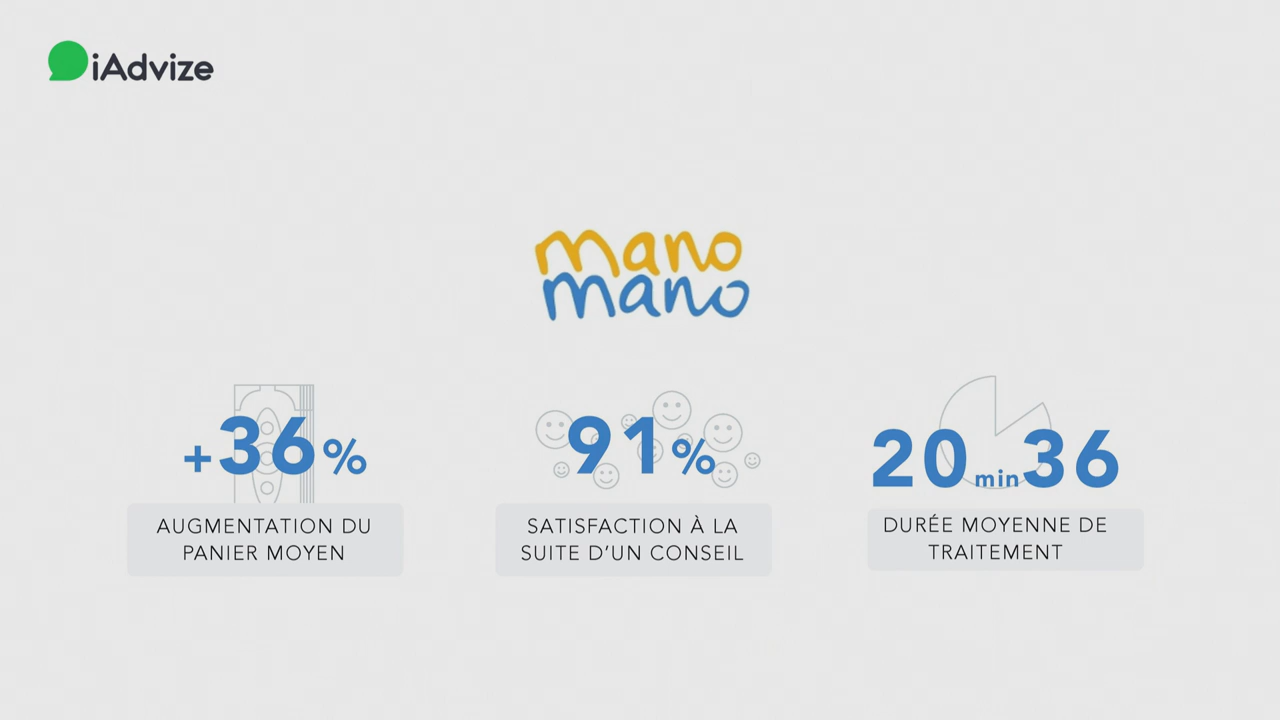 iAdvize
mano
mano
+36%
AUGMENTATION DU
PANIER MOYEN
91%
SATISFACTION À LA
SUITE D'UN CONSEIL
20min36
DURÉE MOYENNE DE
TRAITEMENT